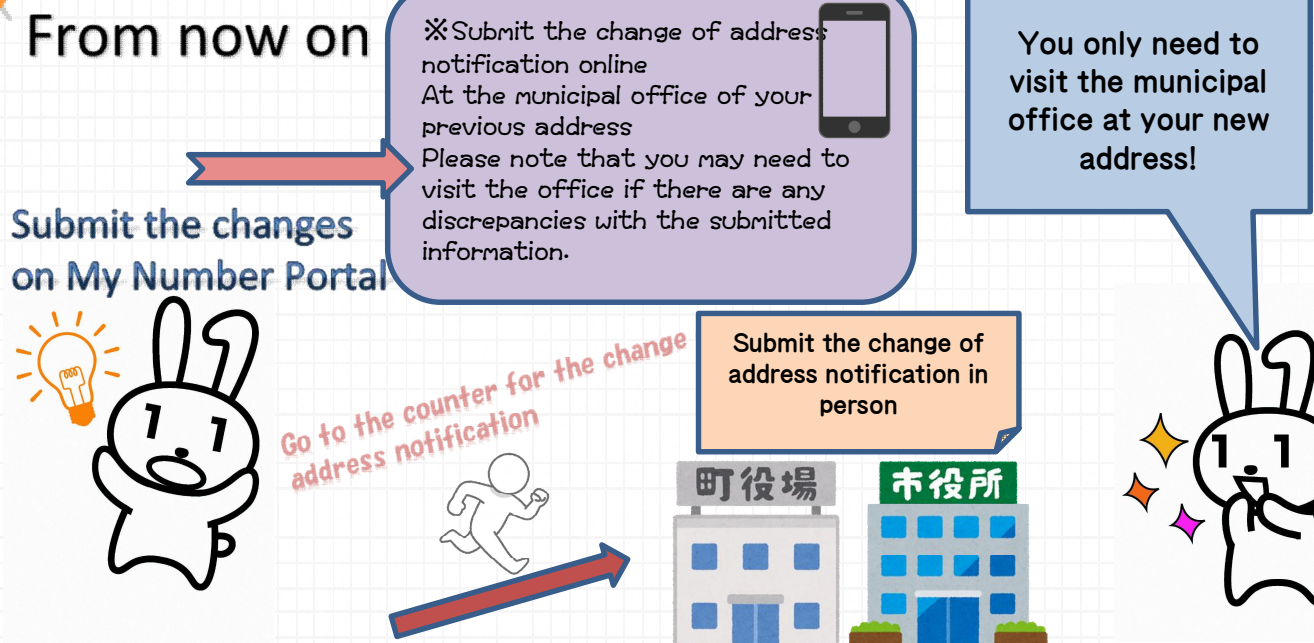 From now on
※Submit the change of address
notification online
At the municipal office of your
previous address
Please note that you may need to
visit the office if there are any
discrepancies with the submitted
information.
You only need to
visit the municipal
office at your new
address!
Submit the changes
on My Number Portal
Go to the counter for the change
address notification
Submit the change of
address notification in
person
町役場
市役所